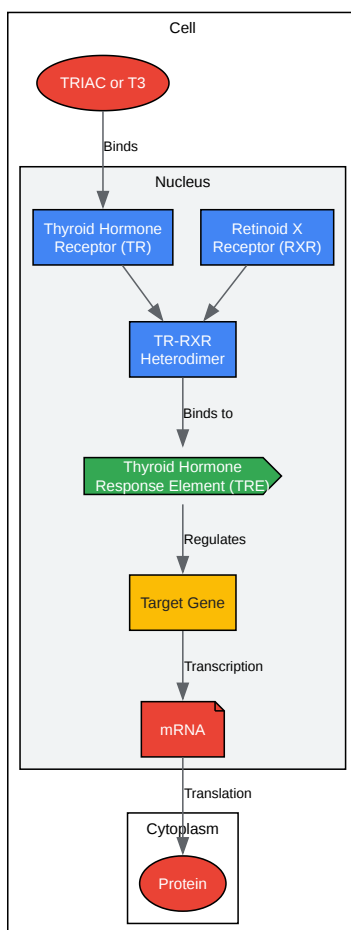 Cell
TRIAC or T3
Binds
Nucleus
Thyroid Hormone
Receptor (TR)
Retinoid X
Receptor (RXR)
TR-RXR
Heterodimer
Binds to
Thyroid Hormone
Response Element (TRE)
Regulates
Target Gene
Transcription
mRNA
Translation
Cytoplasm
Protein